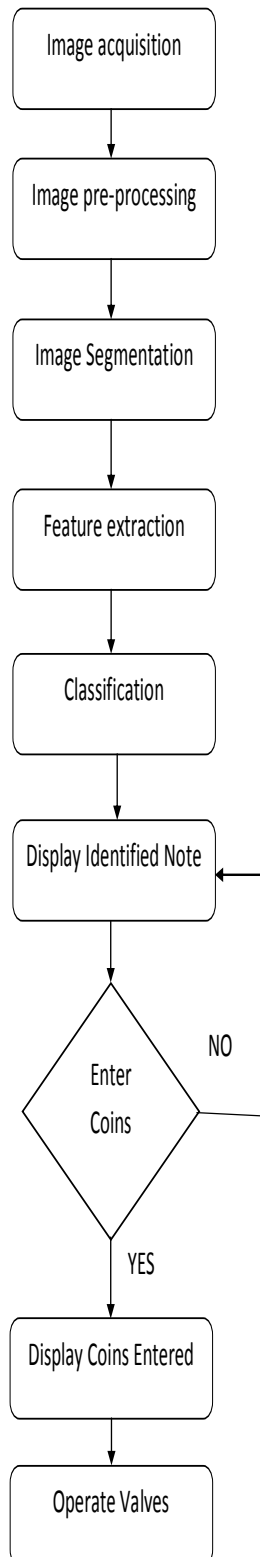 Image acquisition
Image pre-processing
Image Segmentation
Feature extraction
Classification
Display Identified Note
NO
Enter
Coins
YES
Display Coins Entered
Operate Valves